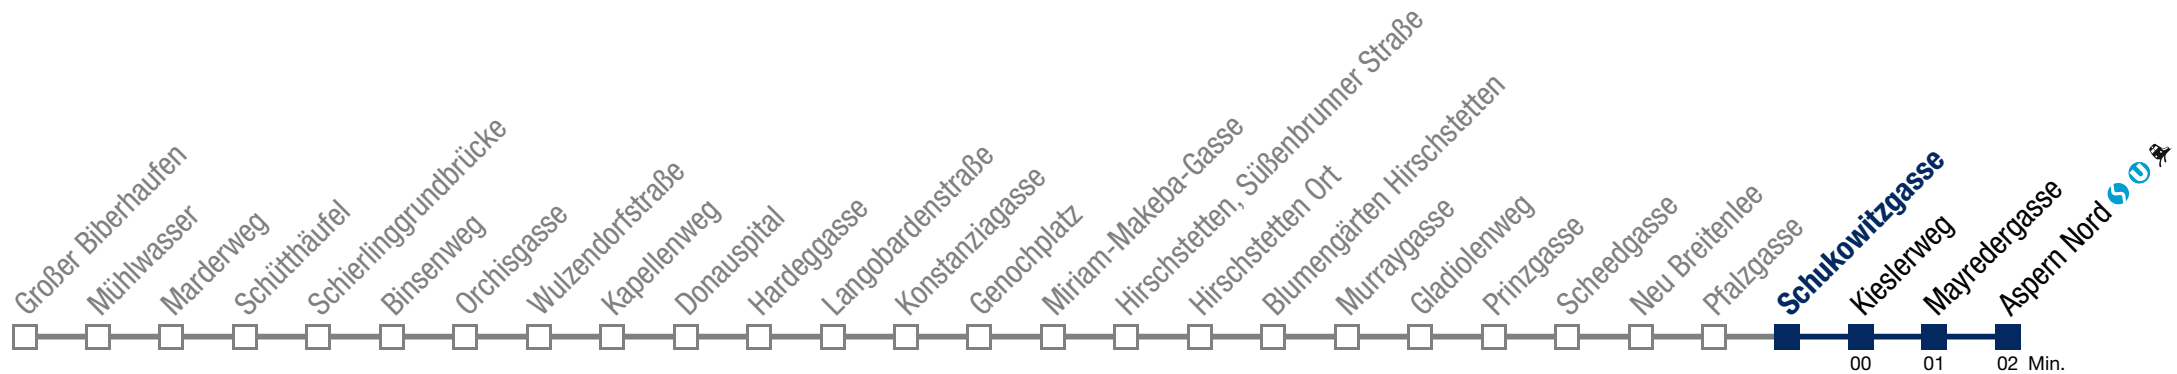 Großer Biberhaufen
Mühlwasser
Marderweg
Schütthäufel
Schierlinggrundbrücke
Binsenweg
Orchisgasse
Wulzendorfstraße
Kapellenweg
Donauspital
Hardeggasse
Langobardenstraße
Konstanziagasse
Genochplatz
Miriam-Makeba-Gasse
Hirschstetten, Süßenbrunner Straße
Hirschstetten Ort
Blumengärten Hirschstetten
Murraygasse
Gladiolenweg
Prinzgasse
Scheedgasse
Neu Breitenlee
Pfalzgasse
Schukowitzgasse
Kieslerweg
Mayredergasse
Aspern Nord S U
00 01 02 Min.